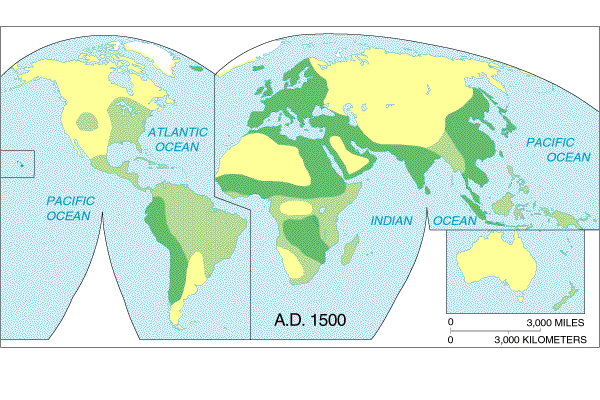 ATLANTIC
OCEAN
PACIFIC
OCEAN
PACIFIC
OCEAN
INDIAN OCEAN
A.D. 1500
0 3,000 MILES
0 3,000 KILOMETERS